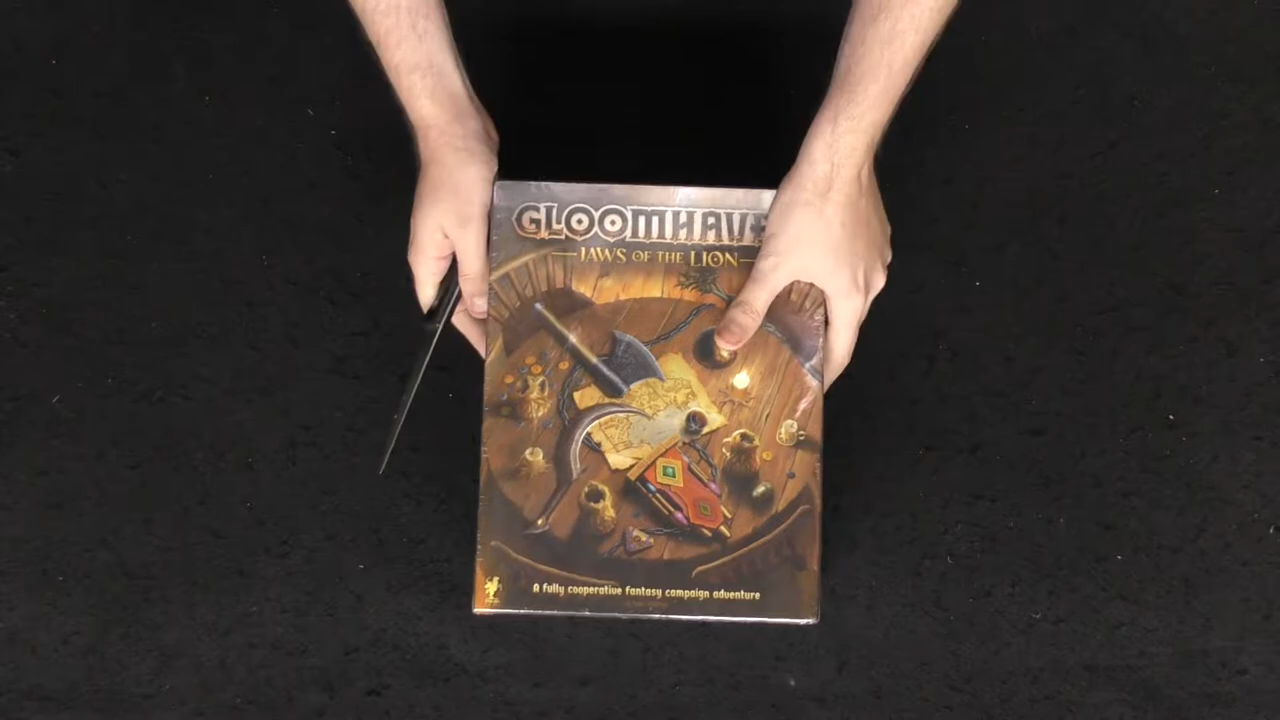 GLOOMHAVE
JAWS OF THE LION
A fully cooperative fantasy campaign adventure